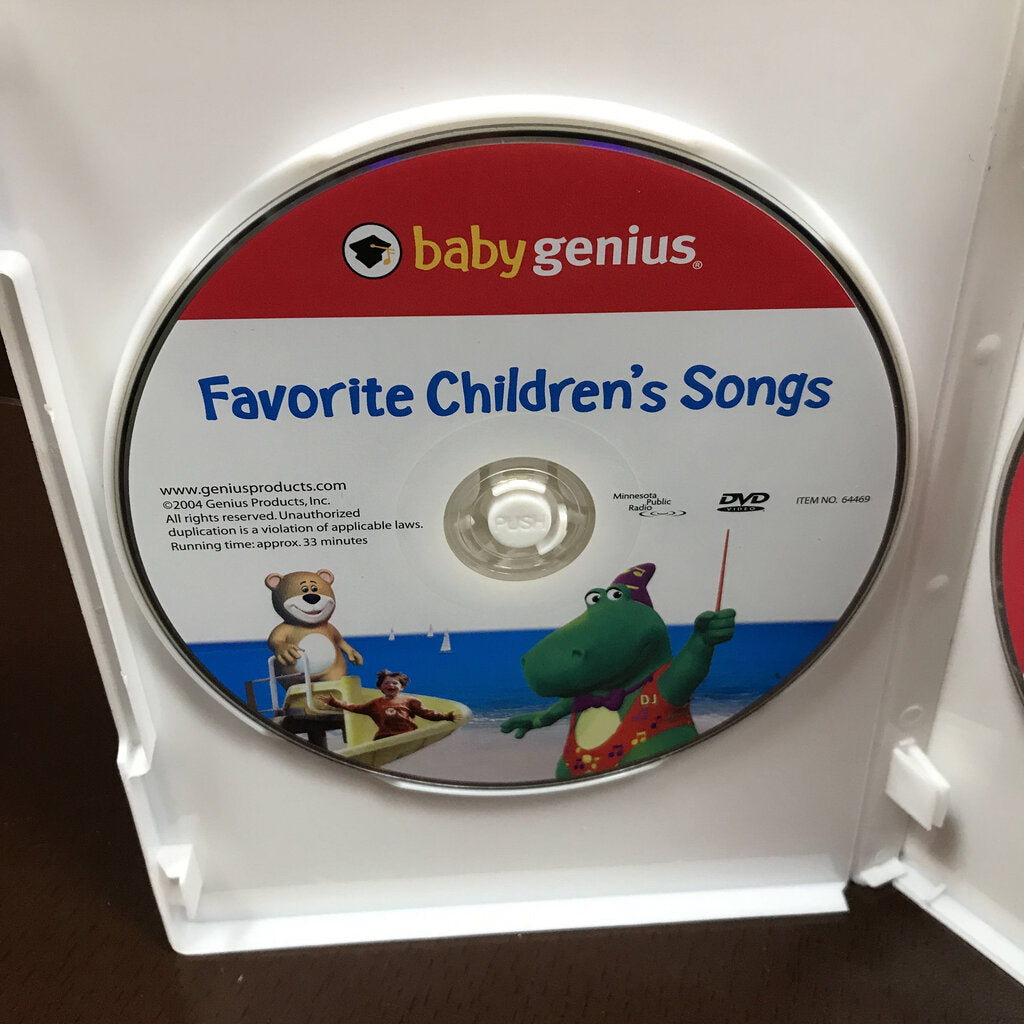 baby genius®
Favorite Children's Songs
www.geniusproducts.com
©2004 Genius Products, Inc.
All rights reserved. Unauthorized
duplication is a violation of applicable laws.
Running time: approx. 33 minutes
PUSH
Minnesota
Public
Radio
DVD
VIDEO
ITEM NO. 64469
DJ